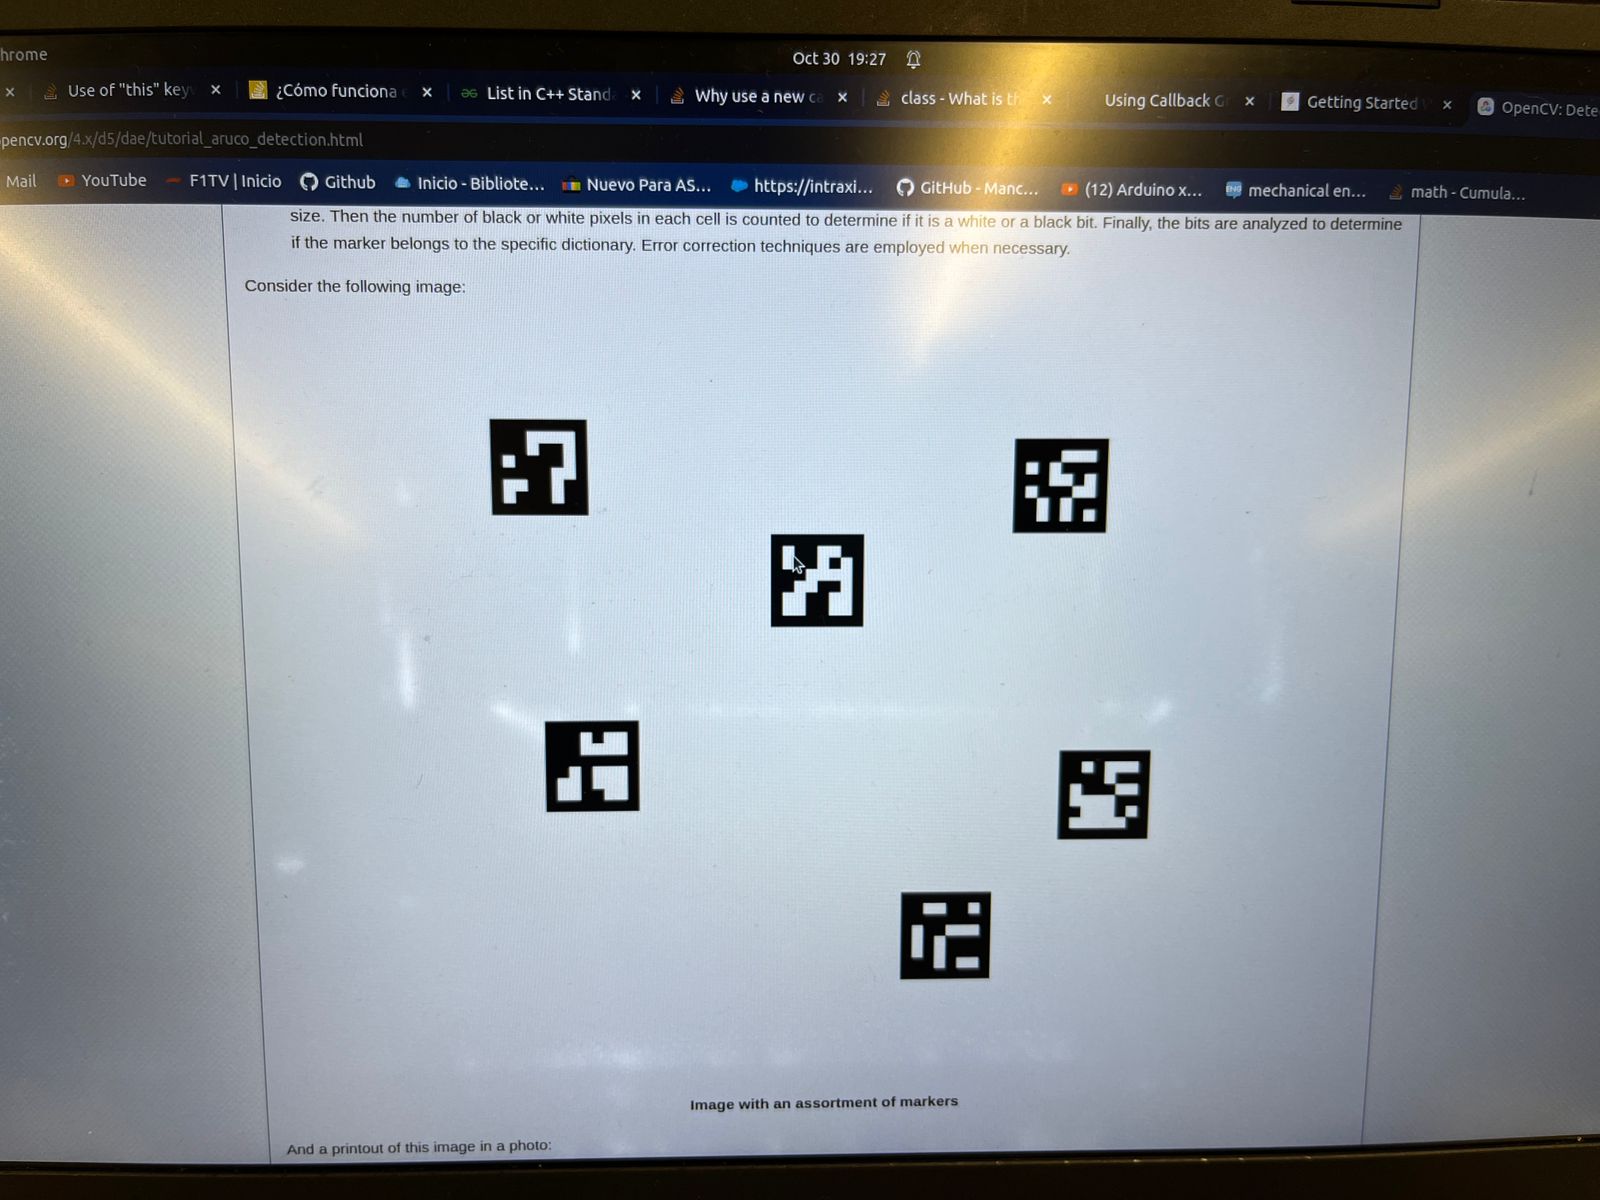 hrome
Oct 30 19:27
Use of "this" key
¿Cómo funciona
List in C++ Stand
Why use a new ca
class - What is th
Using Callback G
Getting Started
OpenCV: Dete
pencv.org/4.x/d5/dae/tutorial_aruco_detection.html
Mail
YouTube
F1TV | Inicio
Github
Inicio - Bibliote...
Nuevo Para AS...
https://intraxi...
GitHub - Manc...
(12) Arduino x...
ENG
mechanical en...
math - Cumula...
size. Then the number of black or white pixels in each cell is counted to determine if it is a white or a black bit. Finally, the bits are analyzed to determine
if the marker belongs to the specific dictionary. Error correction techniques are employed when necessary.
Consider the following image:
Image with an assortment of markers
And a printout of this image in a photo: